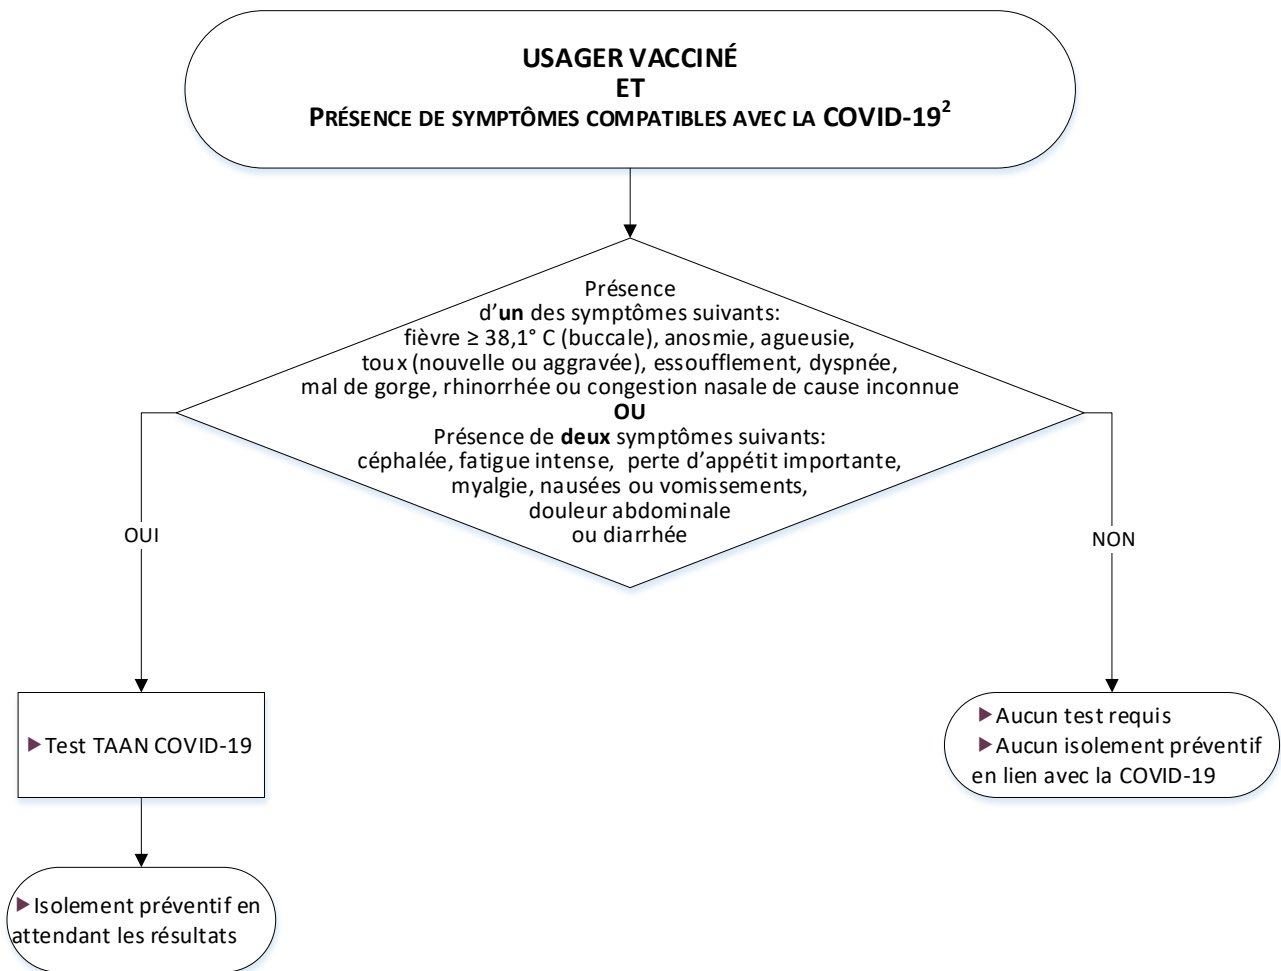 USAGER VACCINÉ
ET
PRÉSENCE DE SYMPTÔMES COMPATIBLES AVEC LA COVID-19²
Présence
d'un des symptômes suivants:
fièvre ≥ 38,1° C (buccale), anosmie, agueusie,
toux (nouvelle ou aggravée), essoufflement, dyspnée,
mal de gorge, rhinorrhée ou congestion nasale de cause inconnue
OU
Présence de deux symptômes suivants:
céphalée, fatigue intense, perte d'appétit importante,
myalgie, nausées ou vomissements,
douleur abdominale
ou diarrhée
OUI
NON
▶Test TAAN COVID-19
▶Aucun test requis
▶Aucun isolement préventif
en lien avec la COVID-19
▶Isolement préventif en
attendant les résultats